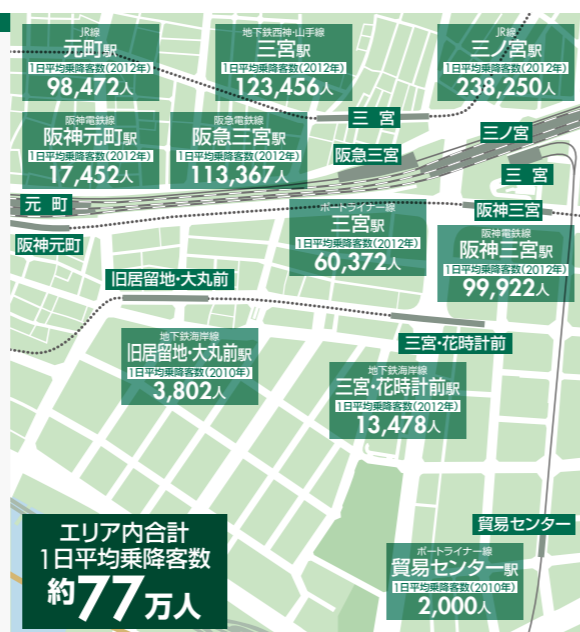 JR線
元町駅
1日平均乗降客数(2012年)
98,472人
地下鉄西神・山手線
三宮駅
1日平均乗降客数(2012年)
123,456人
JR線
三ノ宮駅
1日平均乗降客数(2012年)
238,250人
阪神電鉄線
阪神元町駅
1日平均乗降客数(2012年)
17,452人
阪急電鉄線
阪急三宮駅
1日平均乗降客数(2012年)
113,367人
三宮
阪急三宮
三ノ宮
三宮
元町
阪神元町
阪神三宮
ポートライナー線
三宮駅
1日平均乗降客数(2012年)
60,372人
阪神電鉄線
阪神三宮駅
1日平均乗降客数(2012年)
99,922人
旧居留地・大丸前
三宮・花時計前
地下鉄海岸線
旧居留地・大丸前駅
1日平均乗降客数(2010年)
3,802人
地下鉄海岸線
三宮・花時計前駅
1日平均乗降客数(2012年)
13,478人
貿易センター
ポートライナー線
貿易センター駅
1日平均乗降客数(2010年)
2,000人
エリア内合計
1日平均乗降客数
約77万人